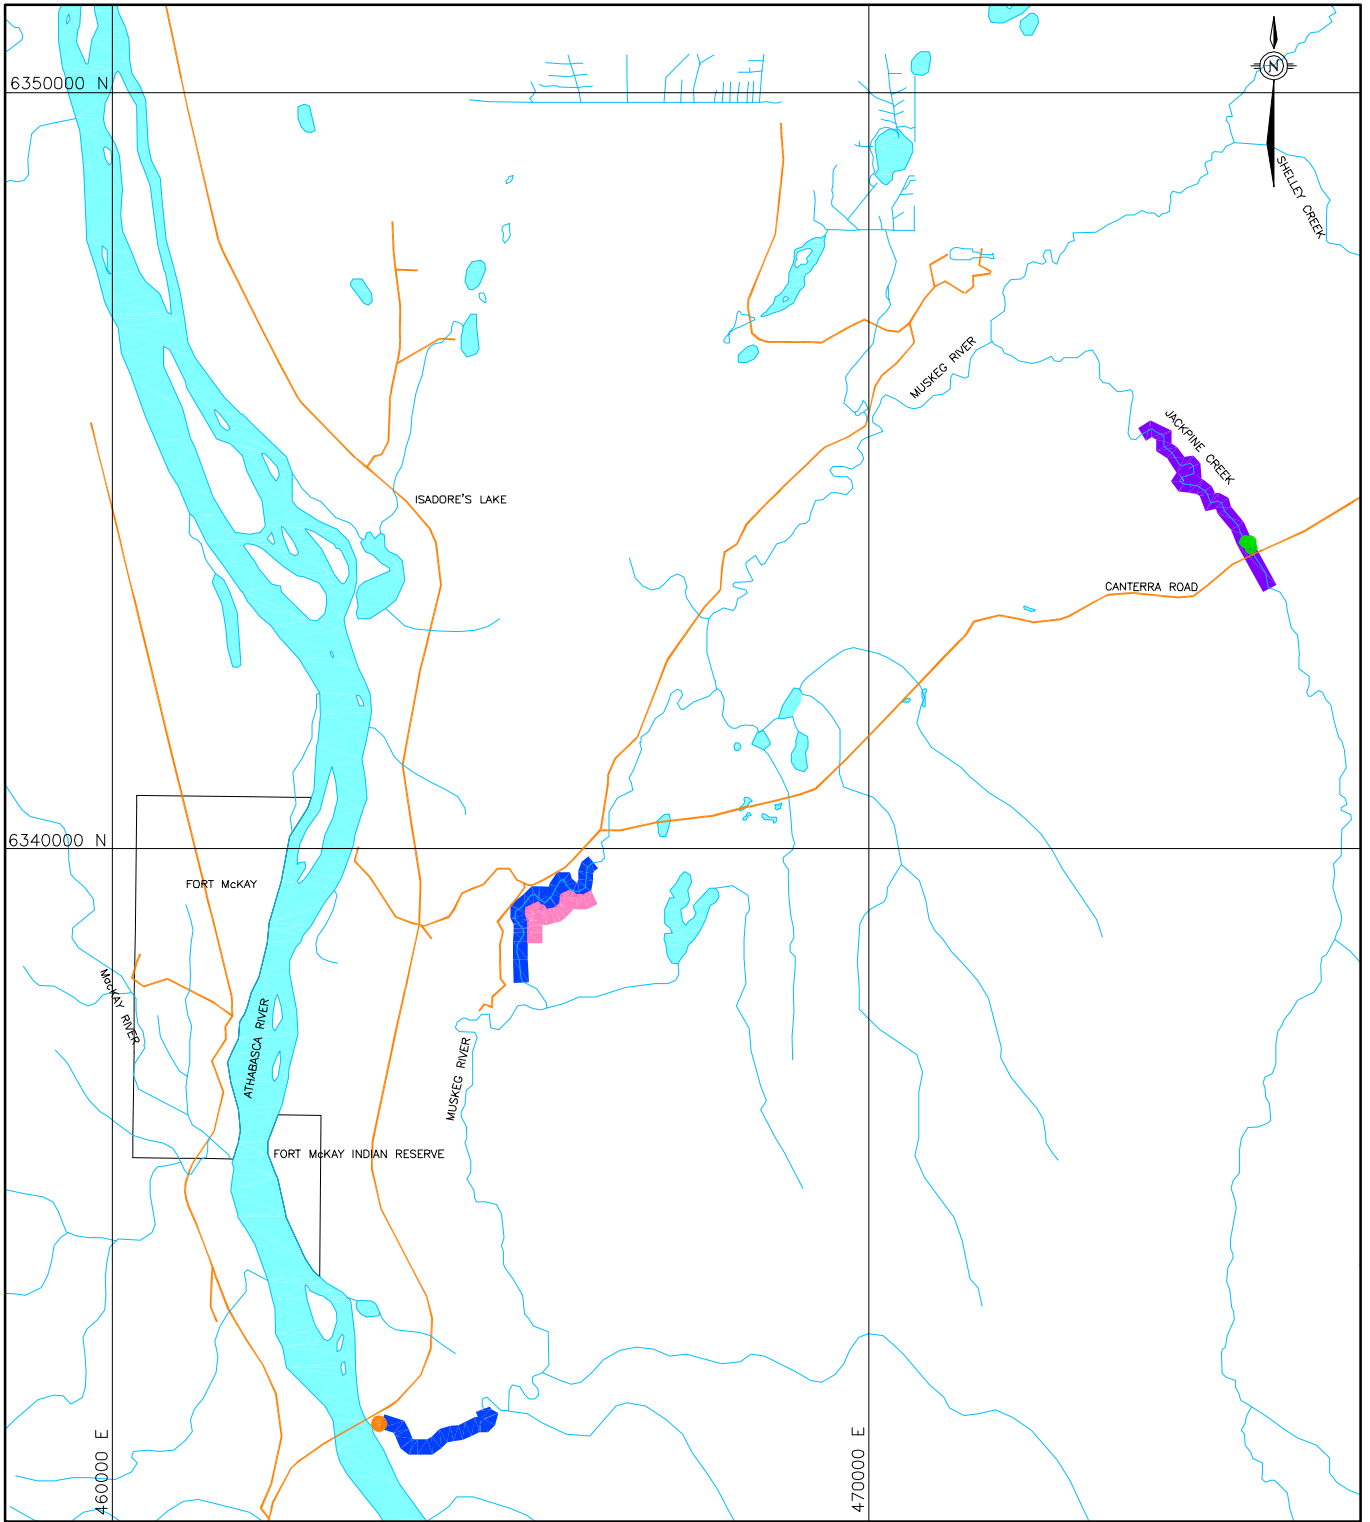 6350000 N
N
SHELLEY CREEK
MUSKEG RIVER
JACKPINE CREEK
ISADORE'S LAKE
CANTERRA ROAD
6340000 N
FORT McKAY
MacKAY RIVER
ATHABASCA RIVER
MUSKEG RIVER
FORT McKAY INDIAN RESERVE
460000 E
470000 E